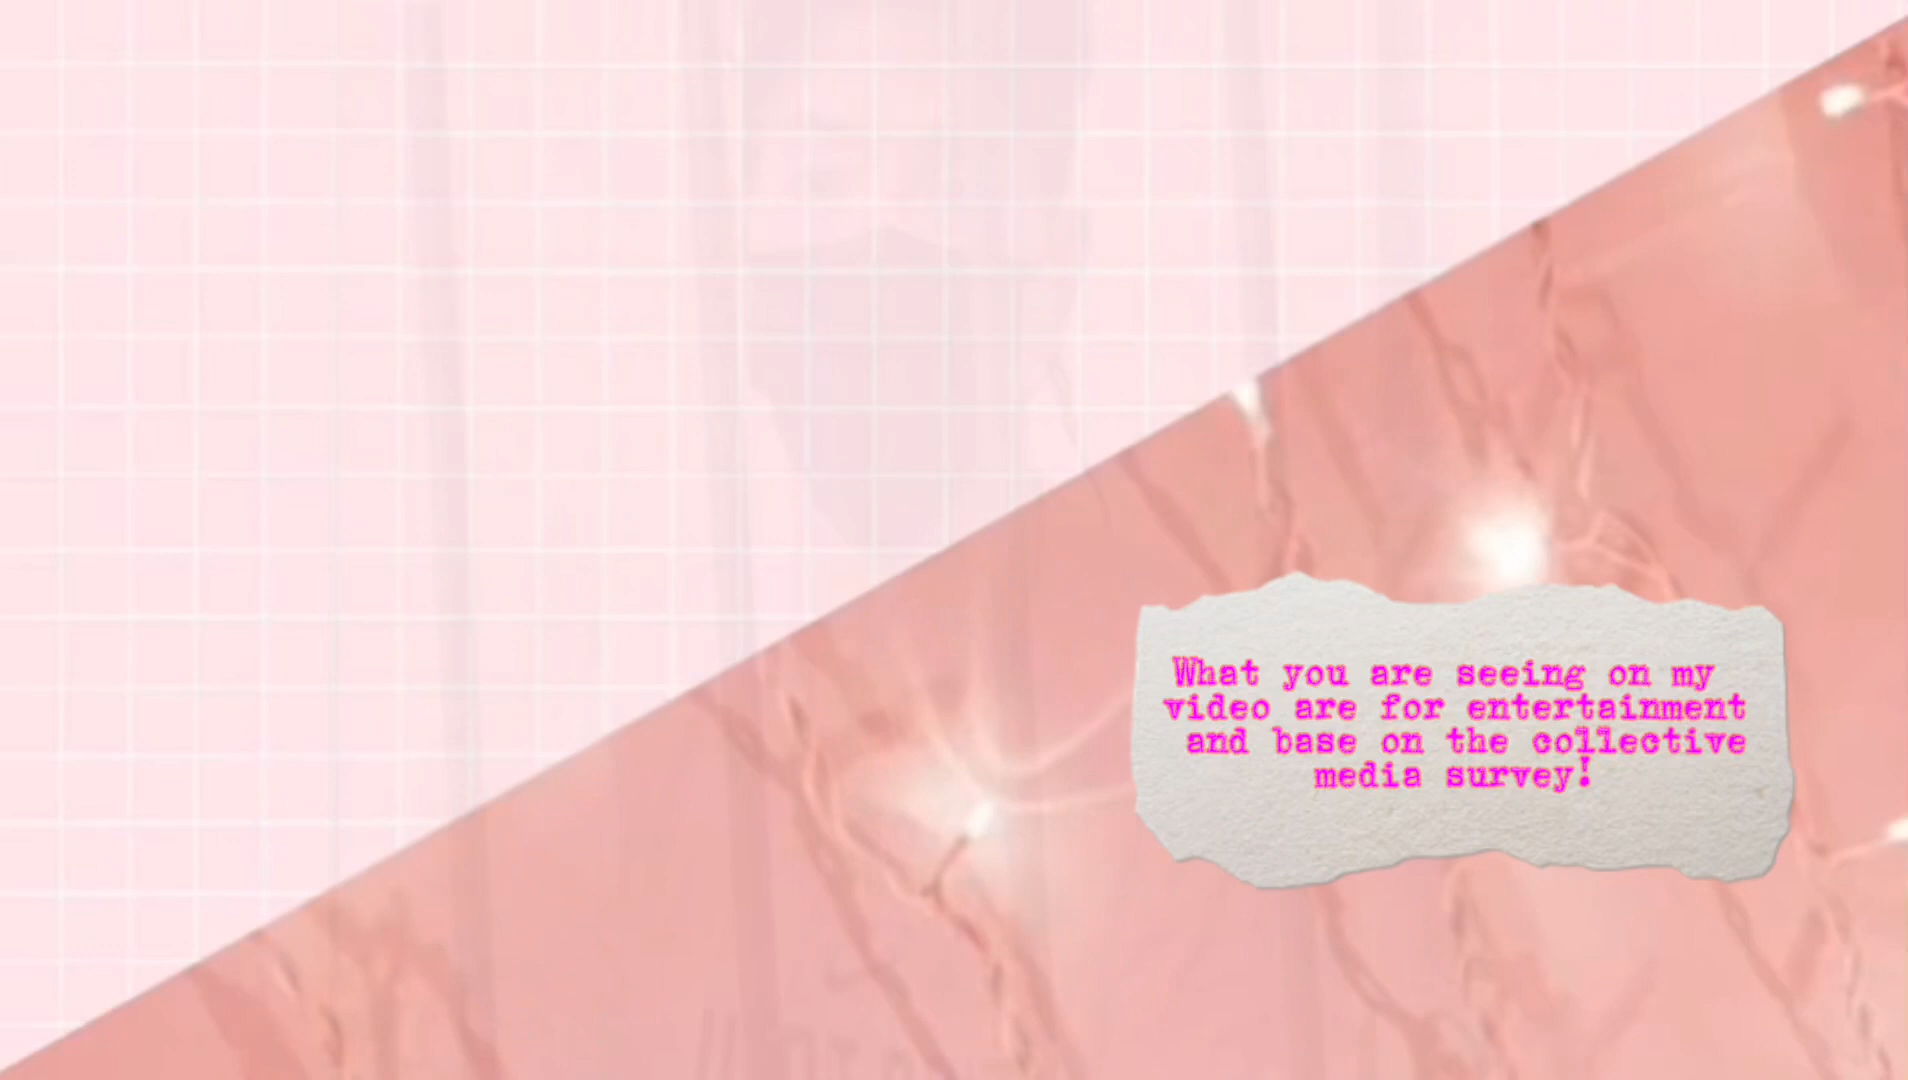 What you are seeing on my
video are for entertainment
and base on the collective
media survey!